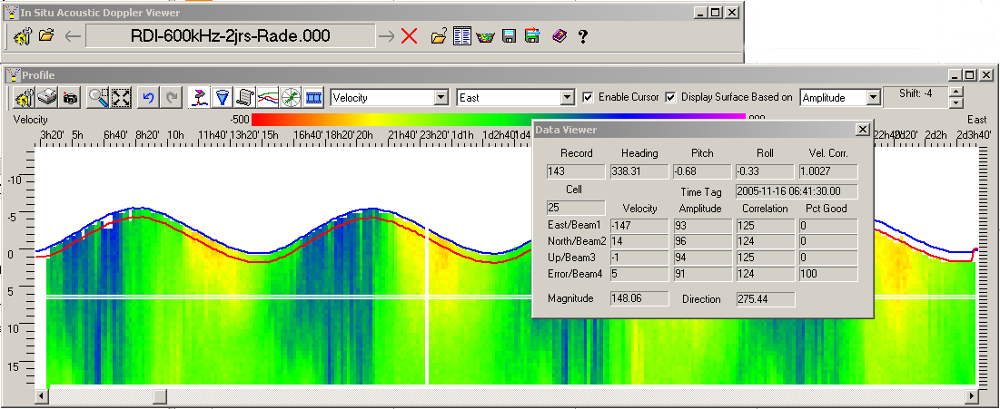 In Situ Acoustic Doppler Viewer
RDI-600kHz-2jrs-Rade.000
Profile
Velocity East Enable Cursor Display Surface Based on Amplitude Shift: -4
Velocity -500 East
3h20' 5h 6h40' 8h20' 10h 11h40' 13h20' 15h 16h40' 18h20' 20h 21h40' 23h20' 1d1h 1d2h40' 2d2h 2d3h40'
-10
-5
0
5
10
15
Data Viewer
Record Heading Pitch Roll Vel. Corr.
143 338.31 -0.68 -0.33 1.0027
Cell Time Tag 2005-11-16 06:41:30.00
25 Velocity Amplitude Correlation Pct Good
East/Beam1 -147 93 125 0
North/Beam2 14 96 124 0
Up/Beam3 -1 94 125 0
Error/Beam4 5 91 124 100
Magnitude 148.06 Direction 275.44